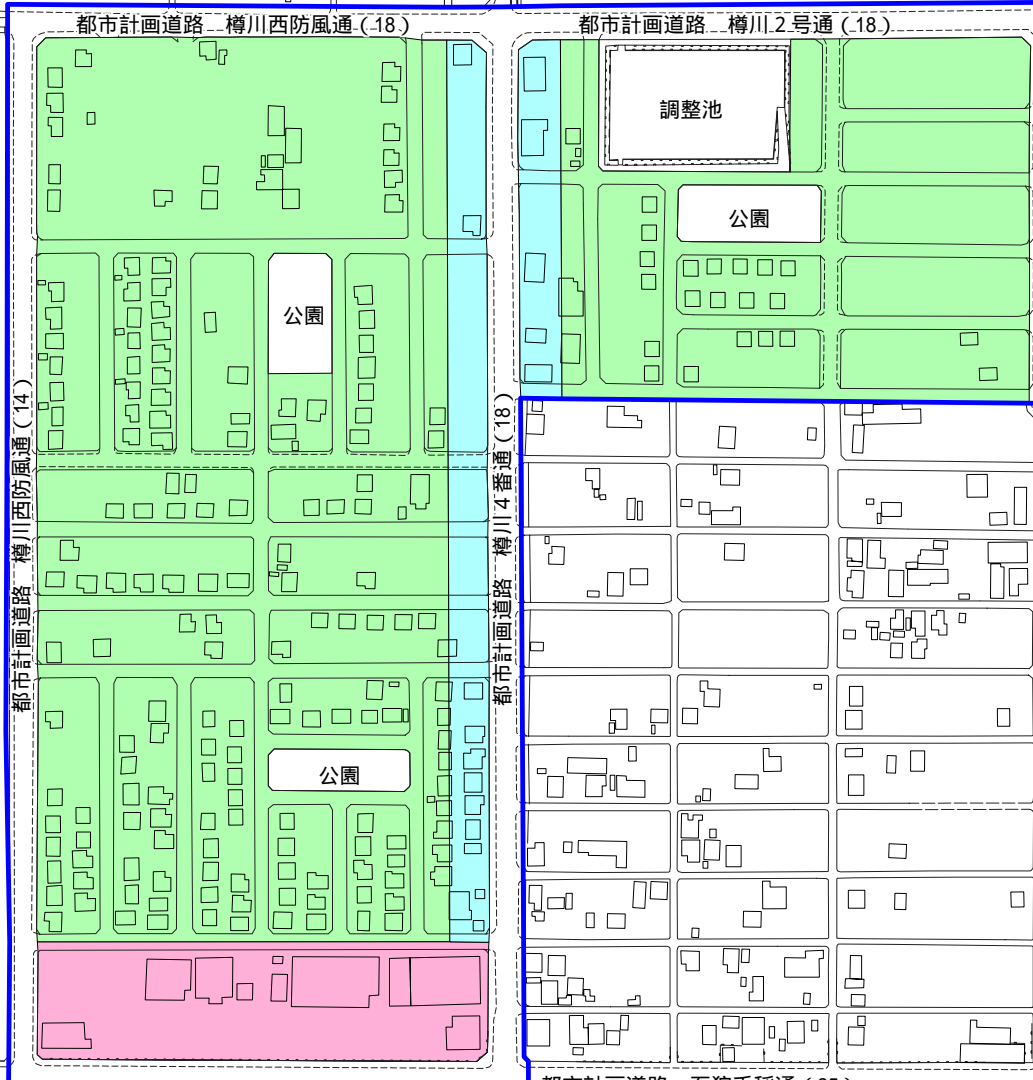 都市計画道路　樽川西防風通（18）
都市計画道路　樽川２号通（18）
調整池
公園
公園
都市計画道路　樽川西防風通（14）
都市計画道路　樽川４番通（18）
公園